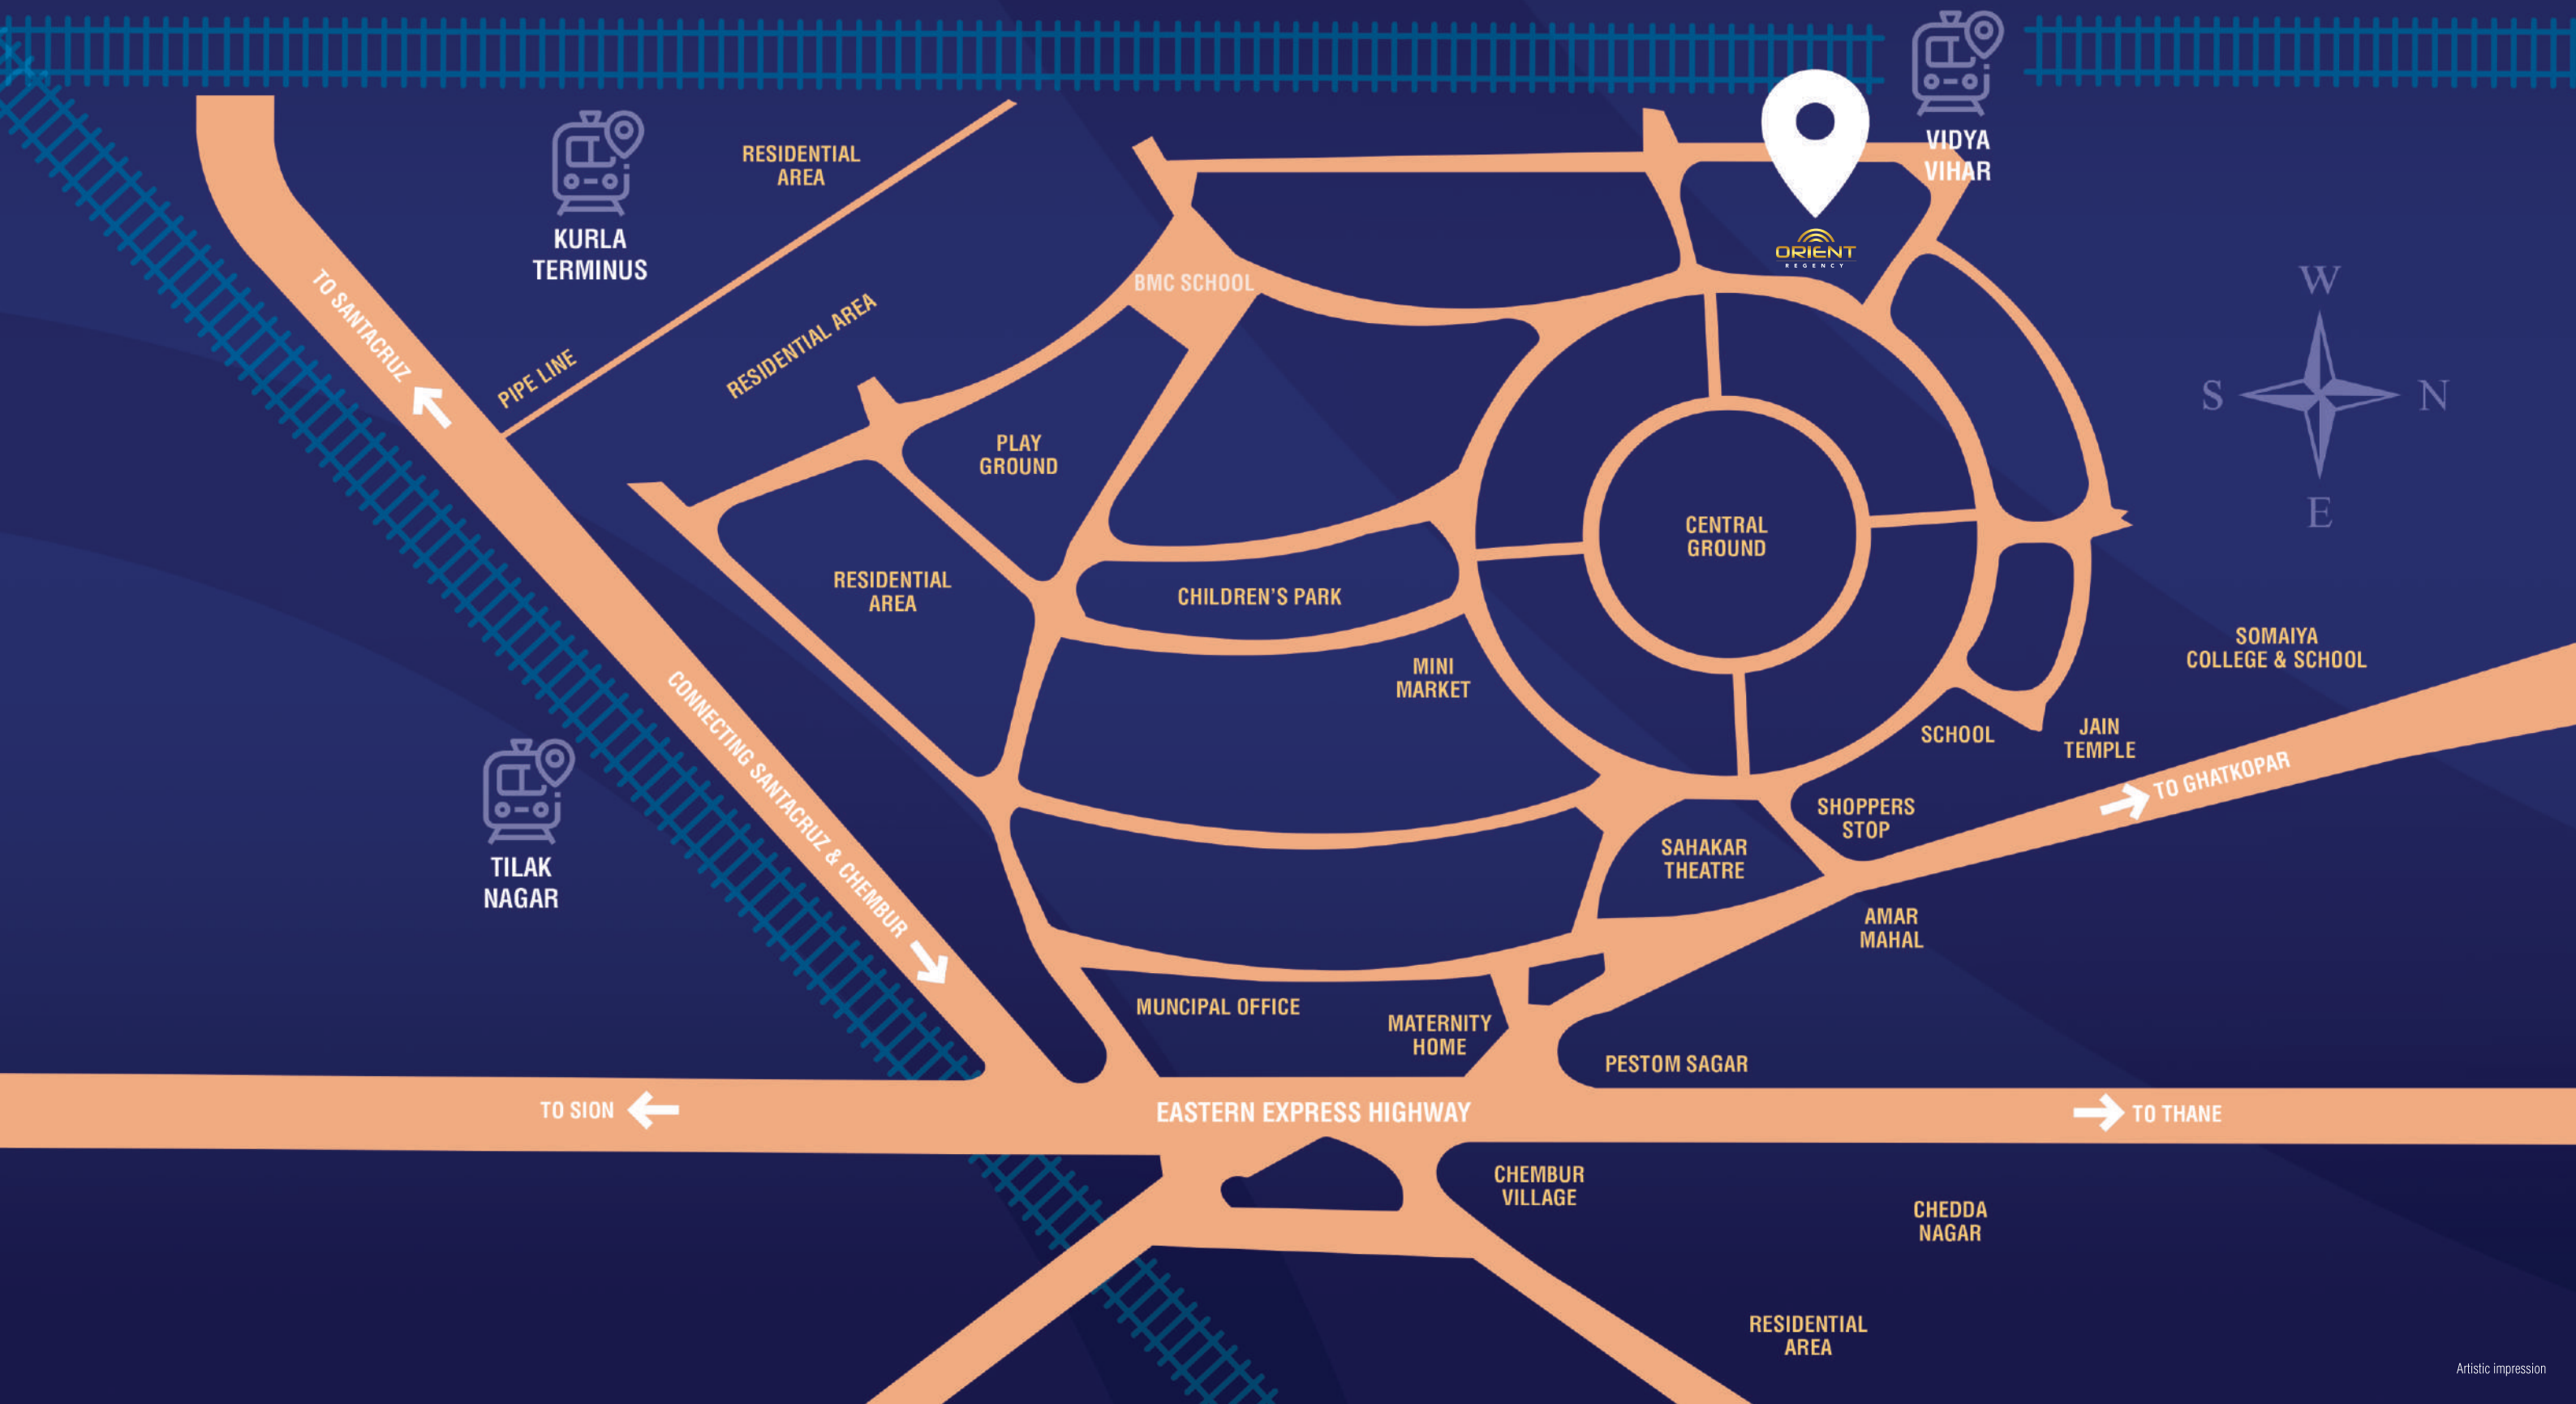 VIDYA
VIHAR
RESIDENTIAL
AREA
KURLA
TERMINUS
ORIENT
REGENCY
BMC SCHOOL
TO SANTACRUZ
PIPE LINE
RESIDENTIAL AREA
W
S
N
E
PLAY
GROUND
CENTRAL
GROUND
RESIDENTIAL
AREA
CHILDREN'S PARK
MINI
MARKET
SOMAIYA
COLLEGE & SCHOOL
CONNECTING SANTACRUZ & CHEMBUR
SCHOOL
JAIN
TEMPLE
TO GHATKOPAR
SHOPPERS
STOP
SAHAKAR
THEATRE
TILAK
NAGAR
AMAR
MAHAL
MUNCIPAL OFFICE
MATERNITY
HOME
PESTOM SAGAR
TO SION
EASTERN EXPRESS HIGHWAY
TO THANE
CHEMBUR
VILLAGE
CHEDDA
NAGAR
RESIDENTIAL
AREA
Artistic impression